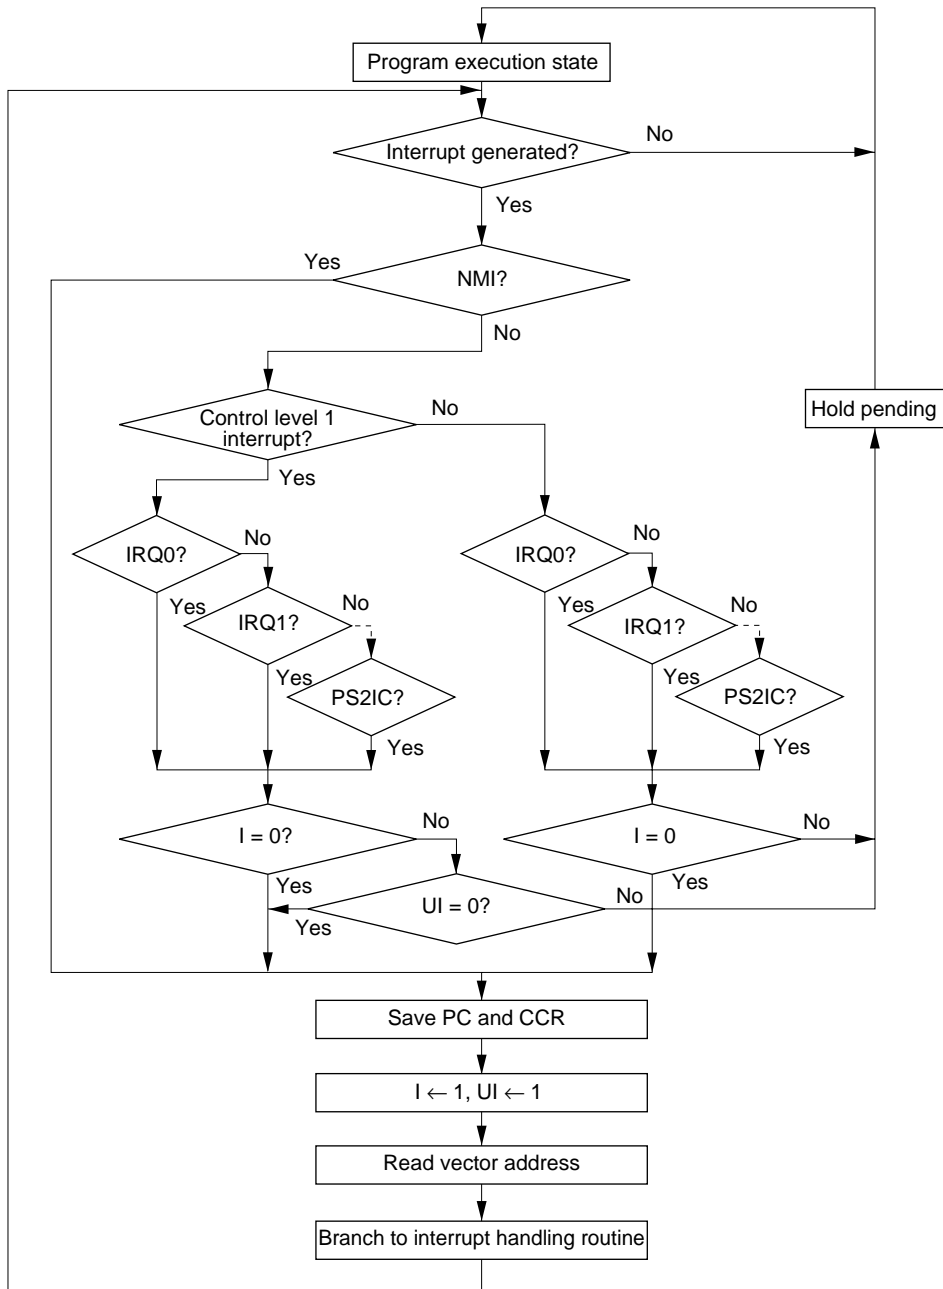 Program execution state
Interrupt generated?
No
Yes
Yes
NMI?
No
Control level 1
interrupt?
No
Hold pending
Yes
IRQ0?
No
IRQ0?
No
Yes
IRQ1?
No
Yes
IRQ1?
No
Yes
PS2IC?
Yes
PS2IC?
Yes
Yes
I = 0?
No
I = 0
No
Yes
Yes
UI = 0?
No
Yes
Save PC and CCR
I ← 1, UI ← 1
Read vector address
Branch to interrupt handling routine